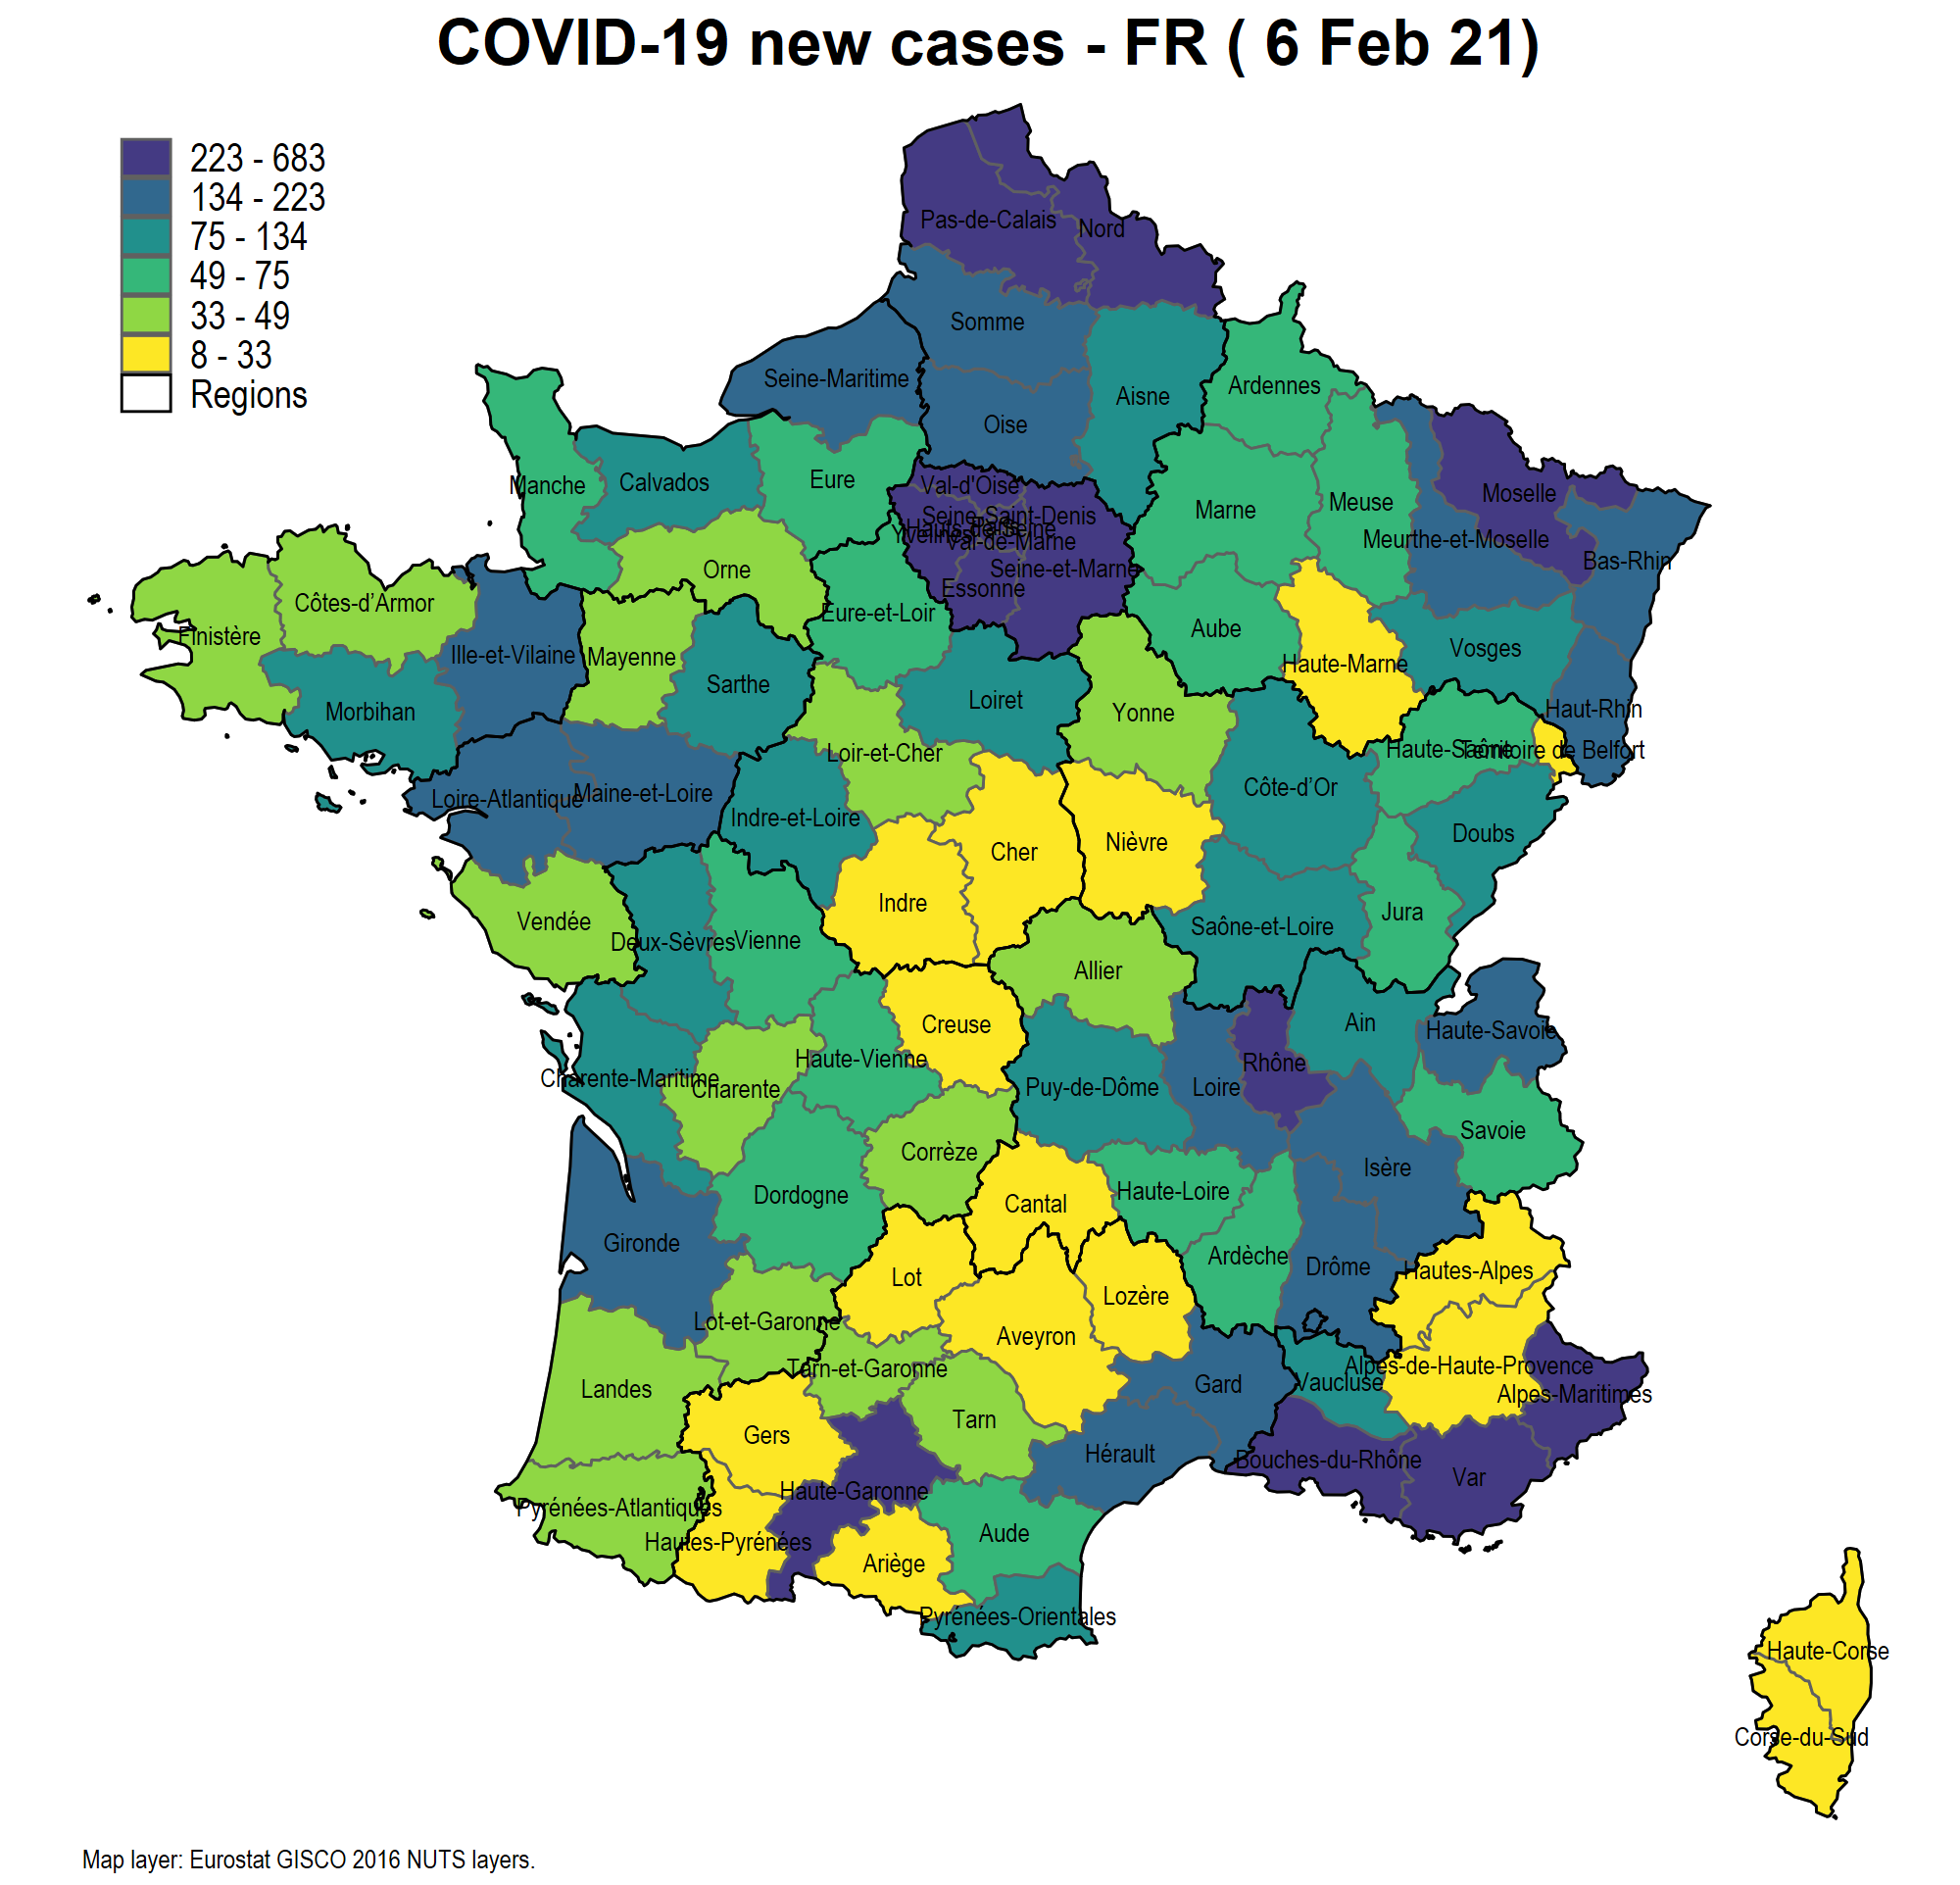 COVID-19 new cases - FR ( 6 Feb 21)
223 - 683
134 - 223
75 - 134
49 - 75
33 - 49
8 - 33
Regions
Pas-de-Calais
Nord
Somme
Seine-Maritime
Oise
Aisne
Ardennes
Manche
Calvados
Eure
Val-d'Oise
Marne
Meuse
Moselle
Seine-Saint-Denis
Val-de-Marne
Meurthe-et-Moselle
Bas-Rhin
Orne
Seine-et-Marne
Essonne
Côtes-d’Armor
Finistère
Eure-et-Loir
Aube
Ille-et-Vilaine
Mayenne
Sarthe
Haute-Marne
Vosges
Morbihan
Loiret
Yonne
Haut-Rhin
Loir-et-Cher
Haute-Saône
Territoire de Belfort
Loire-Atlantique
Maine-et-Loire
Indre-et-Loire
Côte-d’Or
Doubs
Cher
Nièvre
Indre
Vendée
Deux-Sèvres
Vienne
Saône-et-Loire
Jura
Allier
Creuse
Ain
Haute-Savoie
Haute-Vienne
Rhône
Charente-Maritime
Charente
Puy-de-Dôme
Loire
Savoie
Corrèze
Isère
Dordogne
Cantal
Haute-Loire
Gironde
Ardèche
Drôme
Hautes-Alpes
Lot
Lozère
Lot-et-Garonne
Aveyron
Tarn-et-Garonne
Alpes-de-Haute-Provence
Landes
Gard
Vaucluse
Alpes-Maritimes
Gers
Tarn
Hérault
Bouches-du-Rhône
Var
Haute-Garonne
Pyrénées-Atlantiques
Hautes-Pyrénées
Aude
Ariège
Pyrénées-Orientales
Haute-Corse
Corse-du-Sud
Map layer: Eurostat GISCO 2016 NUTS layers.